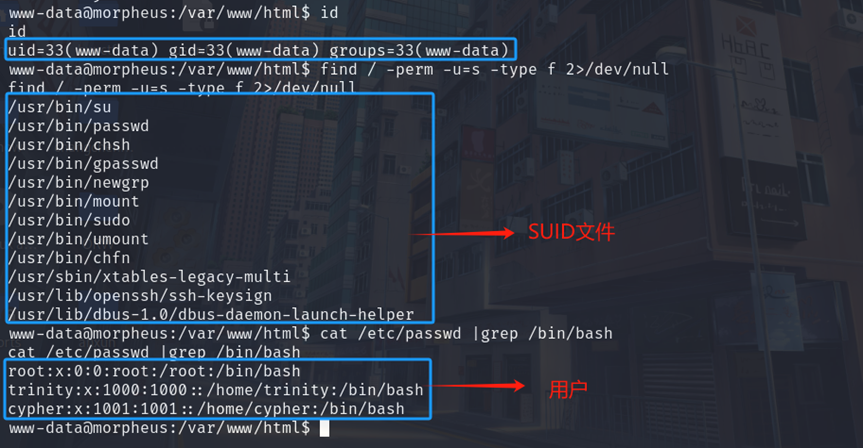 www-data@morpheus:/var/www/html$ id
id
uid=33(www-data) gid=33(www-data) groups=33(www-data)
www-data@morpheus:/var/www/html$ find / -perm -u=s -type f 2>/dev/null
find / -perm -u=s -type f 2>/dev/null
/usr/bin/su
/usr/bin/passwd
/usr/bin/chsh
/usr/bin/gpasswd
/usr/bin/newgrp
/usr/bin/mount
/usr/bin/sudo
/usr/bin/umount
/usr/bin/chfn
/usr/sbin/xtables-legacy-multi
/usr/lib/openssh/ssh-keysign
/usr/lib/dbus-1.0/dbus-daemon-launch-helper
SUID文件
www-data@morpheus:/var/www/html$ cat /etc/passwd |grep /bin/bash
cat /etc/passwd |grep /bin/bash
root:x:0:0:root:/root:/bin/bash
trinity:x:1000:1000::/home/trinity:/bin/bash
cypher:x:1001:1001::/home/cypher:/bin/bash
用户
www-data@morpheus:/var/www/html$